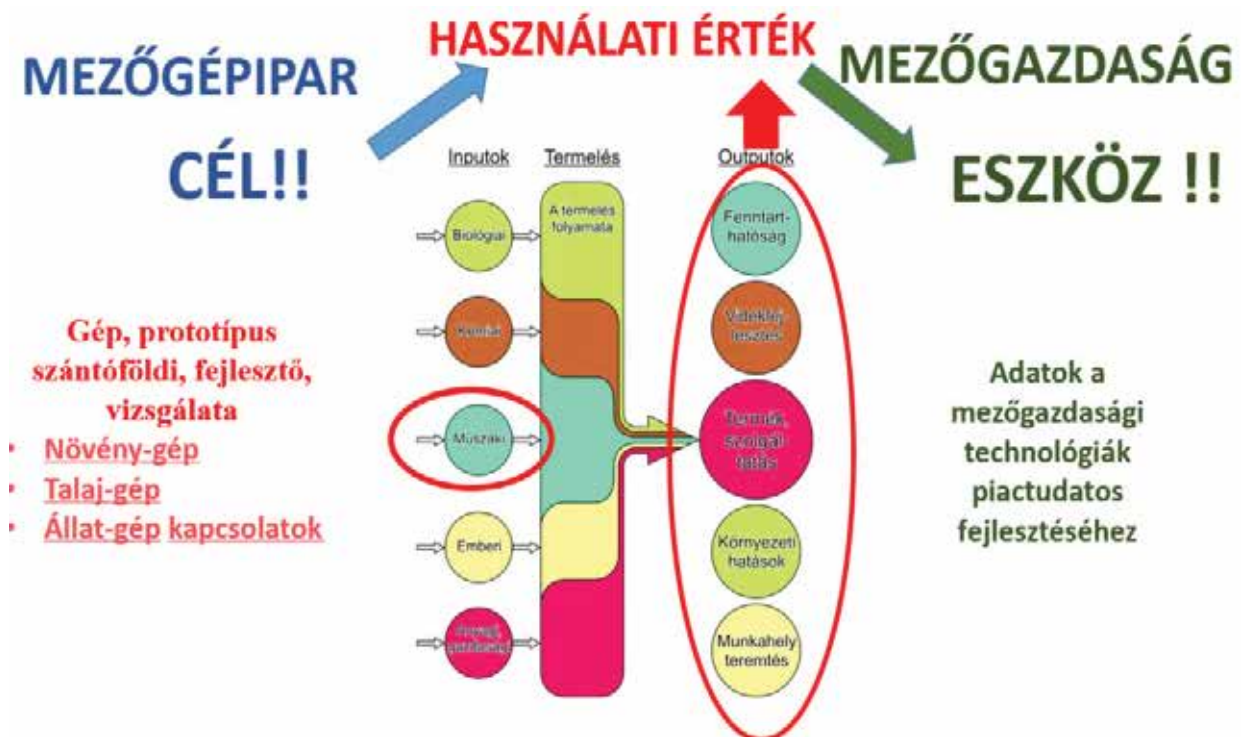 HASZNÁLATI ÉRTÉK
MEZŐGÉPIPAR
CÉL!!
MEZŐGAZDASÁG
ESZKÖZ !!
Inputok
Termelés
Outputok
Biológiai
Kémiai
Műszaki
Emberi
A termelés
folyamata
Fenntart-
hatóság
Vidékfej-
lesztés
Termék,
szolgál-
tatás
Környezeti
hatások
Munkahely
teremtés
Gép, prototípus
szántóföldi, fejlesztő,
vizsgálata
• Növény-gép
• Talaj-gép
• Állat-gép kapcsolatok
Adatok a
mezőgazdasági
technológiák
piactudatos
fejlesztéséhez